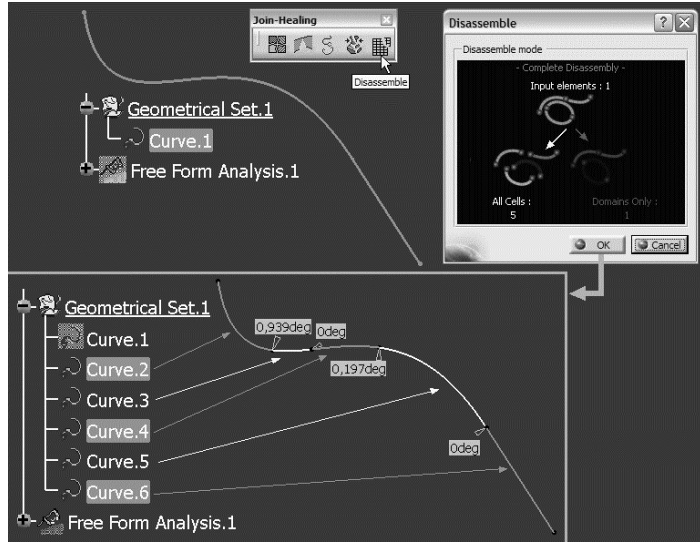 Join-Healing
Disassemble
Geometrical Set.1
Curve.1
Free Form Analysis.1
Disassemble
Disassemble mode
- Complete Disassembly -
Input elements : 1
All Cells :
5
Domains Only :
1
OK
Cancel
Geometrical Set.1
Curve.1
Curve.2
Curve.3
Curve.4
Curve.5
Curve.6
Free Form Analysis.1
0,939deg
0deg
0,197deg
0deg